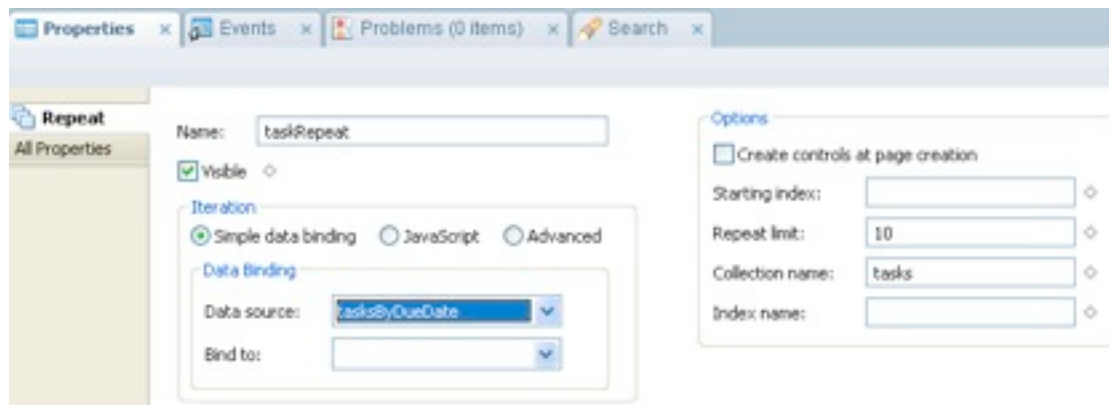 Properties Events Problems (0 items) Search
Repeat
All Properties
Name: taskRepeat
Visible
Iteration
Simple data binding JavaScript Advanced
Data Binding
Data source: tasksByDueDate
Bind to:
Options
Create controls at page creation
Starting index:
Repeat limit: 10
Collection name: tasks
Index name: